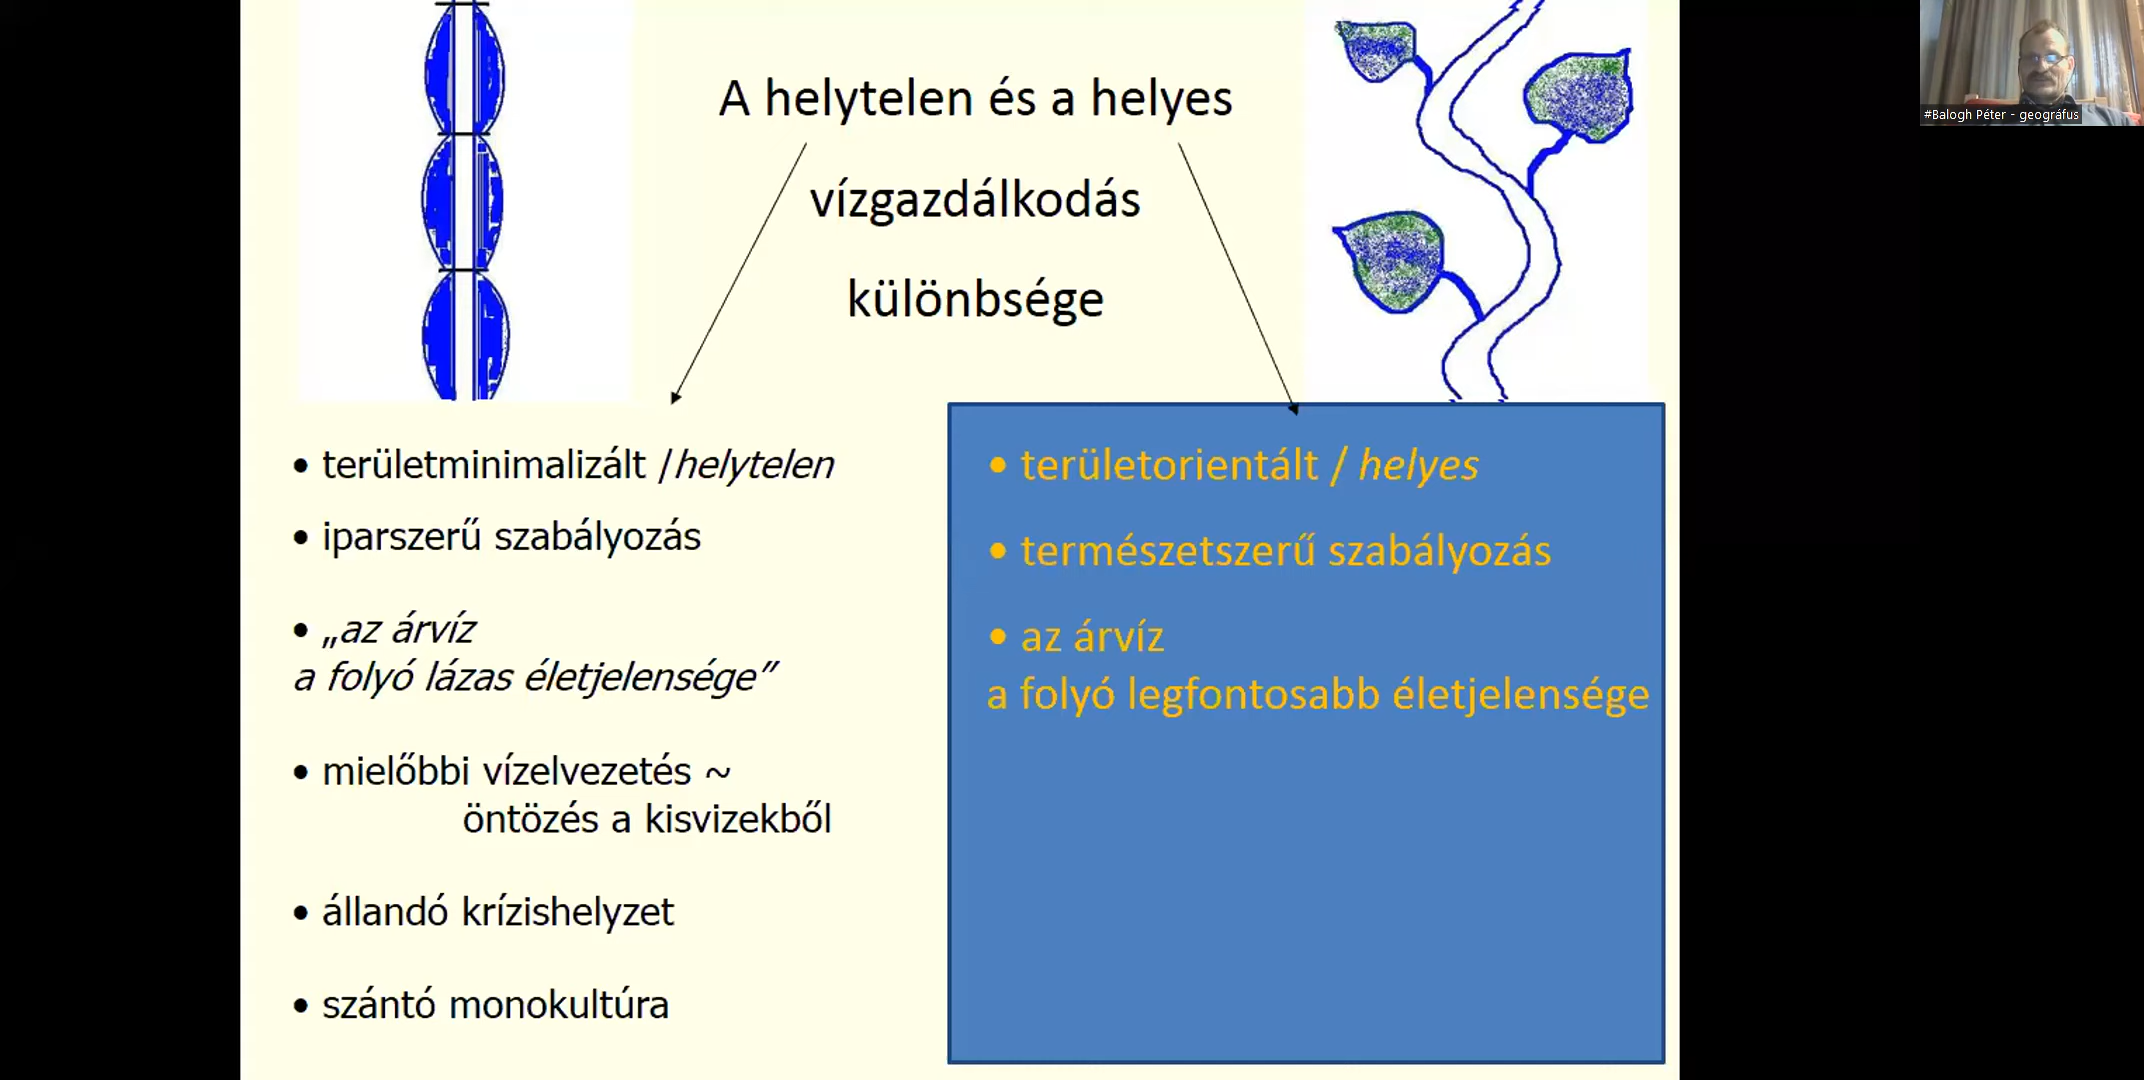 A helytelen és a helyes
vízgazdálkodás
különbsége
• területminimalizált /helytelen
• iparszerű szabályozás
• „az árvíz
a folyó lázas életjelensége”
• mielőbbi vízelvezetés ~
öntözés a kisvizekből
• állandó krízishelyzet
• szántó monokultúra
• területorientált / helyes
• természetszerű szabályozás
• az árvíz
a folyó legfontosabb életjelensége
#Balogh Péter - geográfus